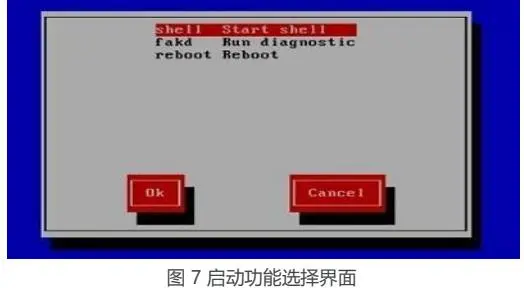 shell Start shell
fakd Run diagnostic
reboot Reboot
Ok Cancel
图 7 启动功能选择界面